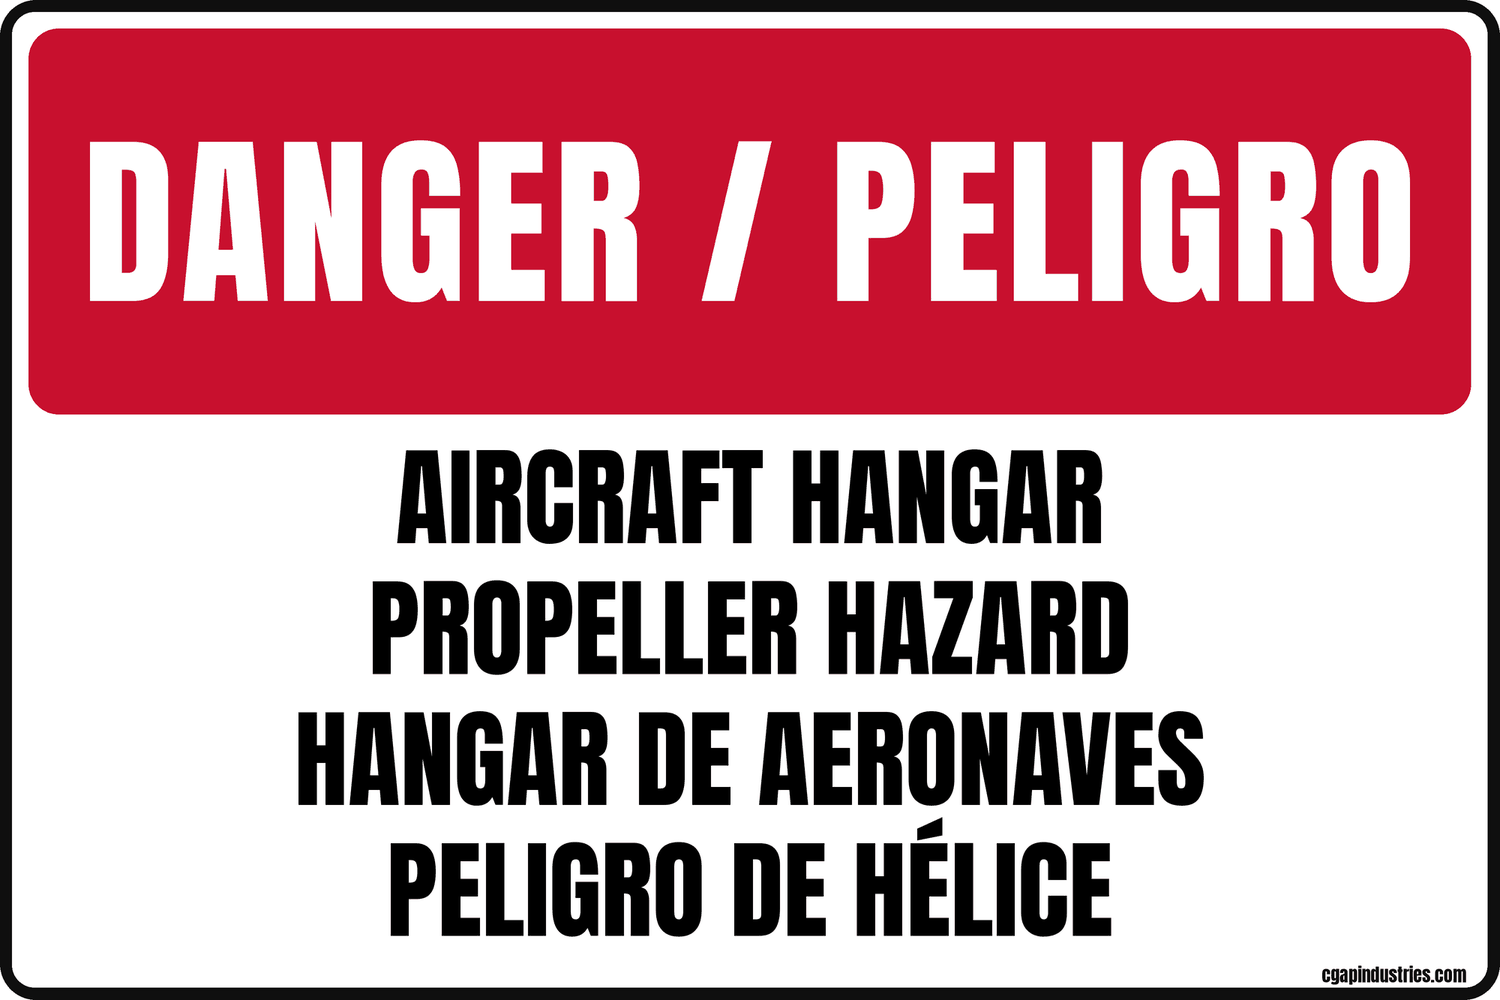 DANGER / PELIGRO
AIRCRAFT HANGAR
PROPELLER HAZARD
HANGAR DE AERONAVES
PELIGRO DE HÉLICE
cgapindustries.com